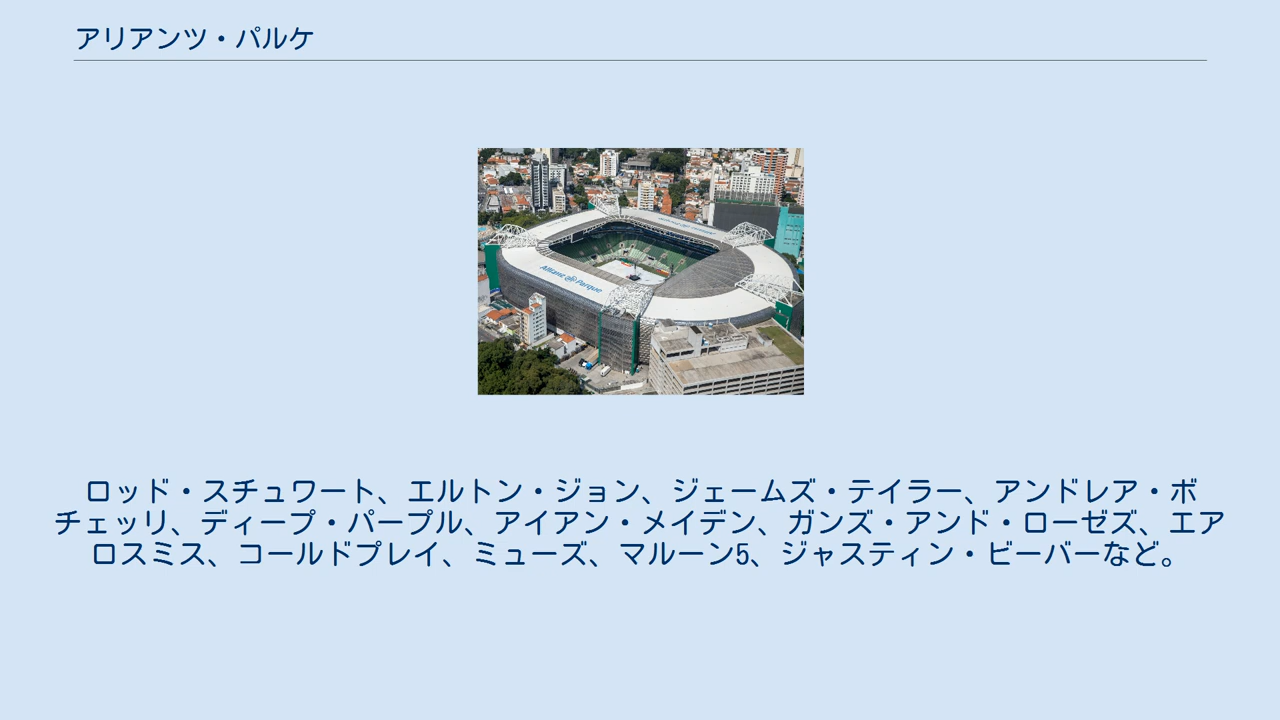 アリアンツ・パルケ
Allianz Parque
ロッド・スチュワート、エルトン・ジョン、ジェームズ・テイラー、アンドレア・ボ
チェッリ、ディープ・パープル、アイアン・メイデン、ガンズ・アンド・ローゼズ、エア
ロスミス、コールドプレイ、ミューズ、マルーン5、ジャスティン・ビーバーなど。